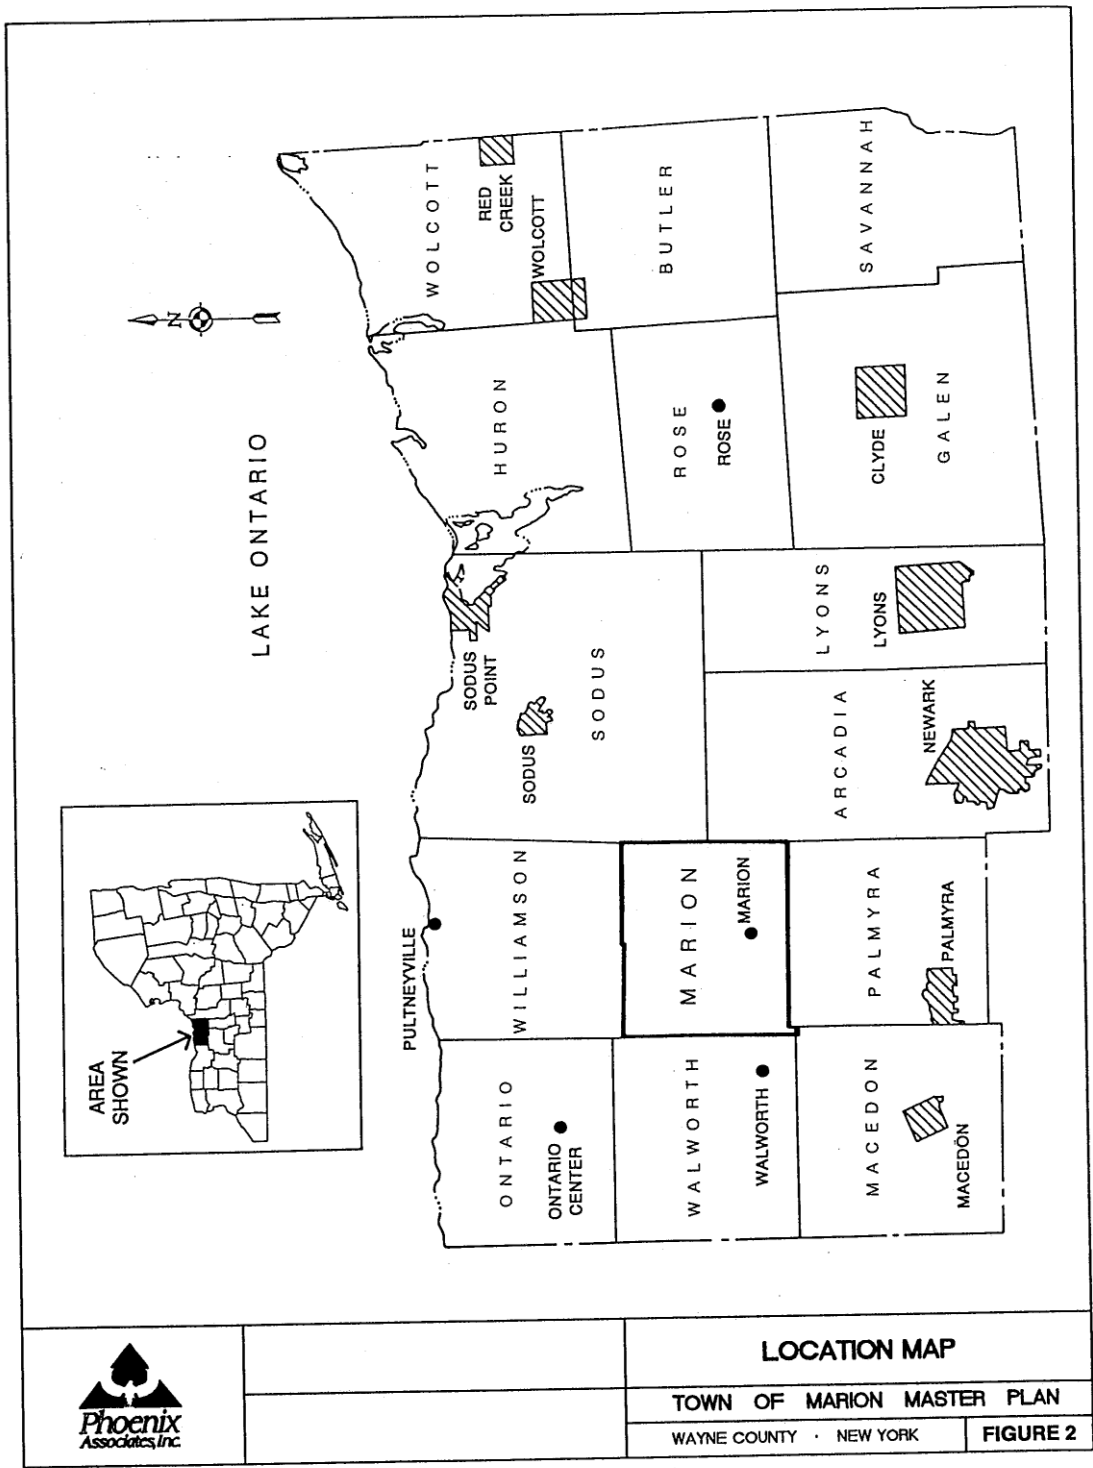 N
LAKE ONTARIO
WOLCOTT
RED
CREEK
WOLCOTT
BUTLER
SAVANNAH
HURON
ROSE
ROSE
CLYDE
GALEN
SODUS
POINT
SODUS
SODUS
LYONS
LYONS
ARCADIA
NEWARK
AREA
SHOWN
PULTNEYVILLE
WILLIAMSON
MARION
MARION
PALMYRA
PALMYRA
ONTARIO
ONTARIO
CENTER
WALWORTH
WALWORTH
MACEDON
MACEDON
Phoenix
Associates, Inc.
LOCATION MAP
TOWN OF MARION MASTER PLAN
WAYNE COUNTY · NEW YORK
FIGURE 2